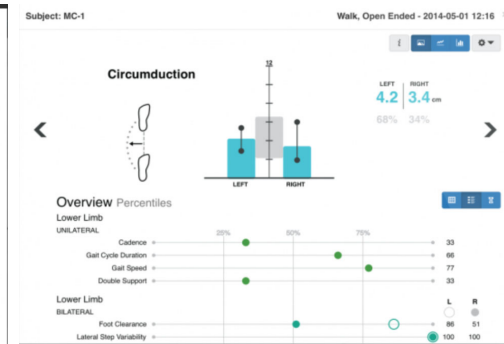 Subject: MC-1
Walk, Open Ended - 2014-05-01 12:16
f
12
Circumduction
LEFT RIGHT
4.2 3.4 cm
68% 34%
LEFT RIGHT
Overview Percentiles
Lower Limb
UNILATERAL
25% 50% 75%
Cadence 33
Gait Cycle Duration 66
Gait Speed 77
Double Support 33
Lower Limb L R
BILATERAL
Foot Clearance 86 51
Lateral Step Variability 100 100